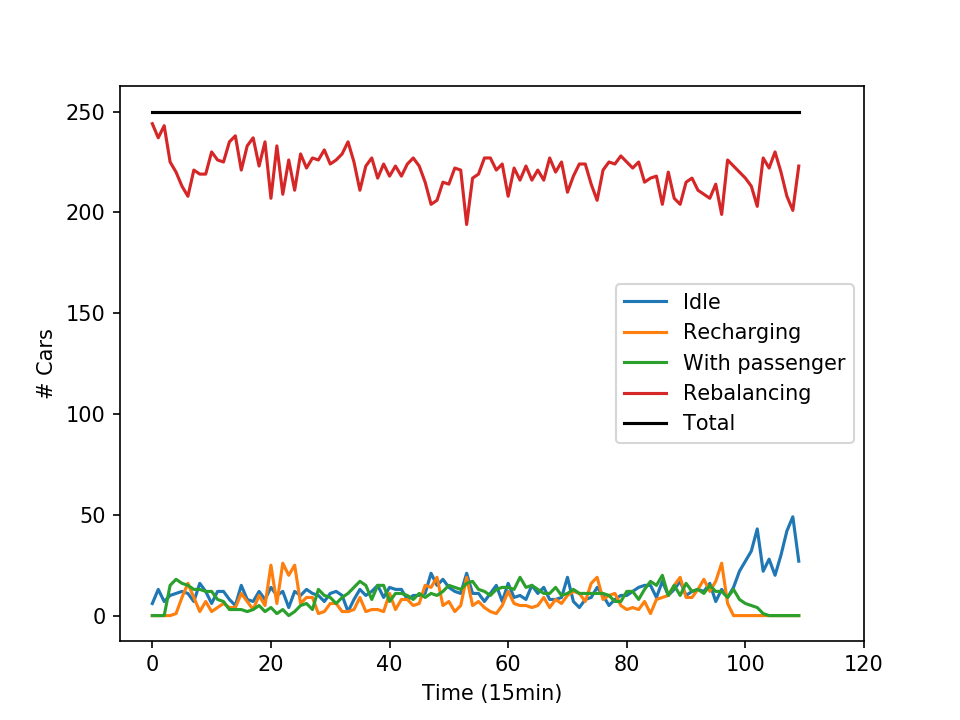 250
200
150
100
50
0
# Cars
Idle
Recharging
With passenger
Rebalancing
Total
0 20 40 60 80 100 120
Time (15min)